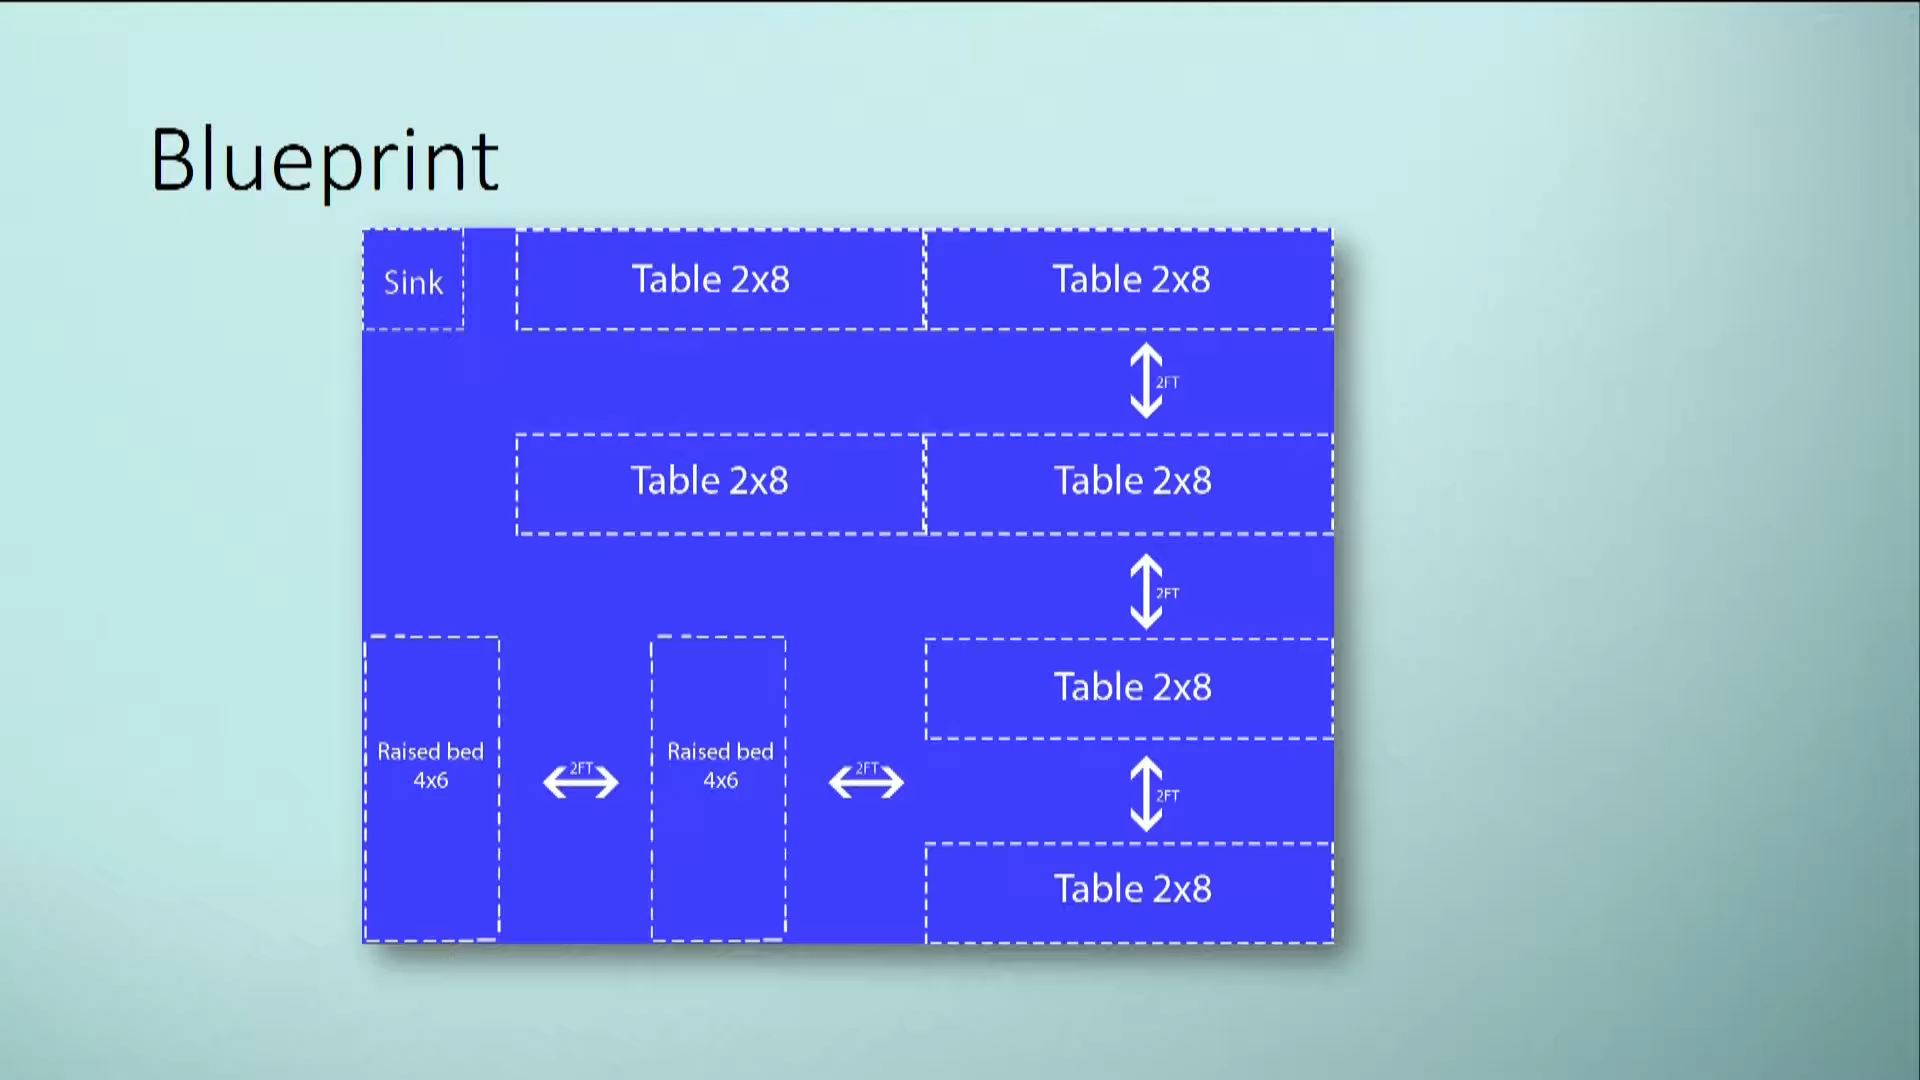 Blueprint
Sink
Table 2x8
Table 2x8
2FT
Table 2x8
Table 2x8
2FT
Table 2x8
Raised bed
4x6
2FT
Raised bed
4x6
2FT
2FT
Table 2x8